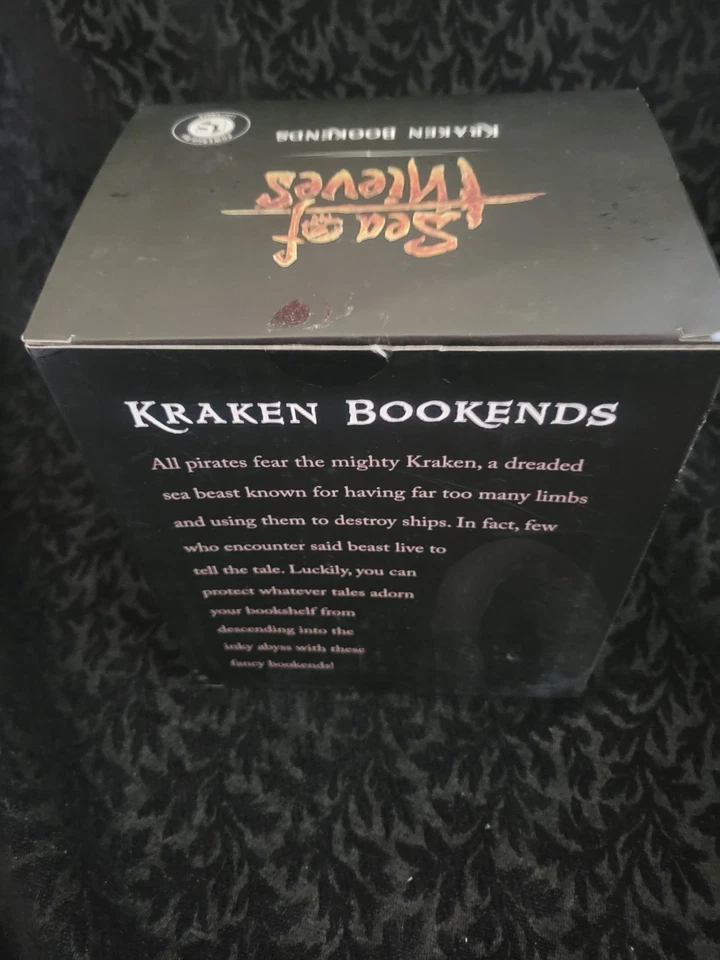 KRAKEN BOOKENDS
Sea of
Thieves
KRAKEN BOOKENDS
All pirates fear the mighty Kraken, a dreaded
sea beast known for having far too many limbs
and using them to destroy ships. In fact, few
who encounter said beast live to
tell the tale. Luckily, you can
protect whatever tales adorn
your bookshelf from
descending into the
inky abyss with these
fancy bookends!